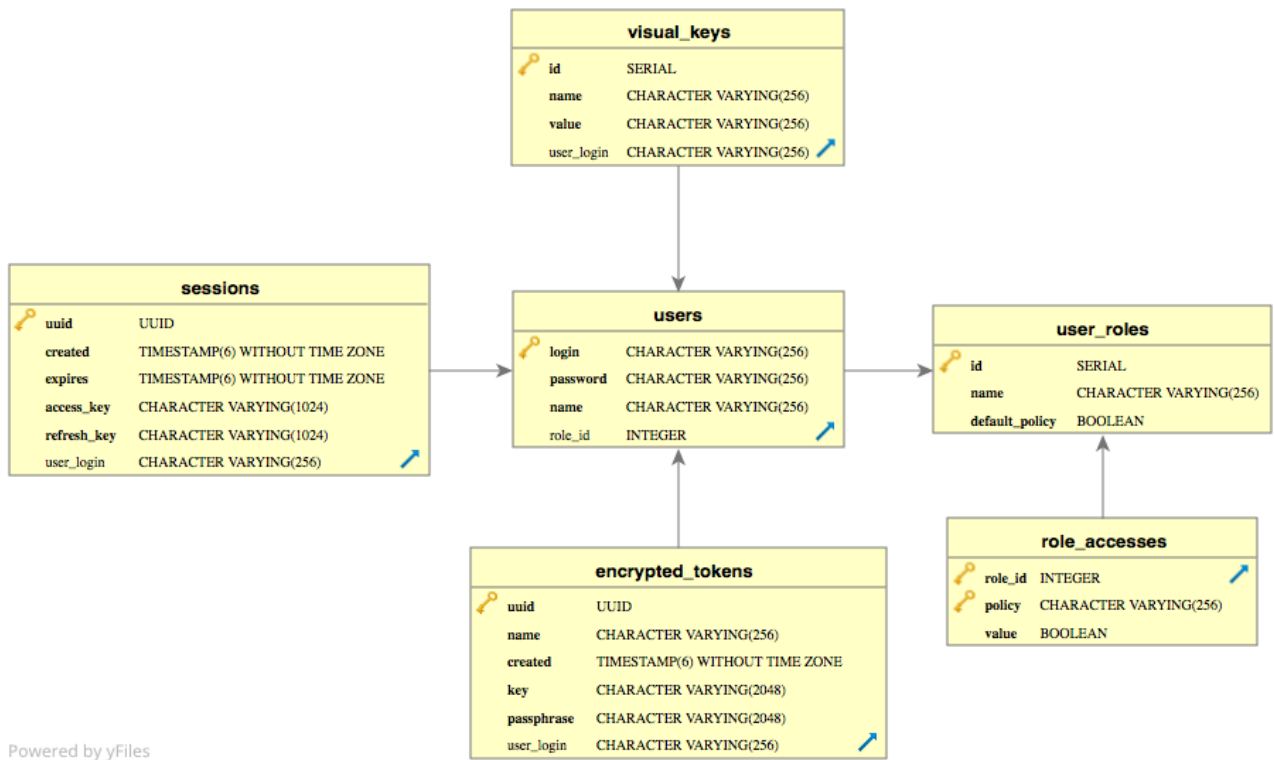 visual_keys
id SERIAL
name CHARACTER VARYING(256)
value CHARACTER VARYING(256)
user_login CHARACTER VARYING(256)
sessions
uuid UUID
created TIMESTAMP(6) WITHOUT TIME ZONE
expires TIMESTAMP(6) WITHOUT TIME ZONE
access_key CHARACTER VARYING(1024)
refresh_key CHARACTER VARYING(1024)
user_login CHARACTER VARYING(256)
users
login CHARACTER VARYING(256)
password CHARACTER VARYING(256)
name CHARACTER VARYING(256)
role_id INTEGER
user_roles
id SERIAL
name CHARACTER VARYING(256)
default_policy BOOLEAN
encrypted_tokens
uuid UUID
name CHARACTER VARYING(256)
created TIMESTAMP(6) WITHOUT TIME ZONE
key CHARACTER VARYING(2048)
passphrase CHARACTER VARYING(2048)
user_login CHARACTER VARYING(256)
role_accesses
role_id INTEGER
policy CHARACTER VARYING(256)
value BOOLEAN
Powered by yFiles